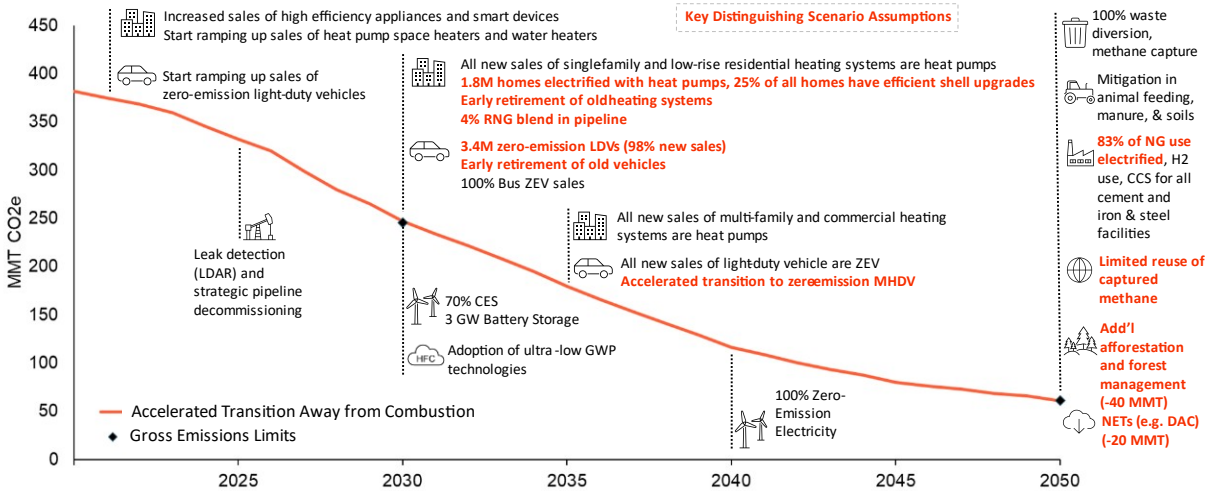 Key Distinguishing Scenario Assumptions
MMT CO2e
450
400
350
300
250
200
150
100
50
0
Increased sales of high efficiency appliances and smart devices
Start ramping up sales of heat pump space heaters and water heaters
Start ramping up sales of
zero-emission light-duty vehicles
Leak detection
(LDAR) and
strategic pipeline
decommissioning
All new sales of singlefamily and low-rise residential heating systems are heat pumps
1.8M homes electrified with heat pumps, 25% of all homes have efficient shell upgrades
Early retirement of oldheating systems
4% RNG blend in pipeline
3.4M zero-emission LDVs (98% new sales)
Early retirement of old vehicles
100% Bus ZEV sales
70% CES
3 GW Battery Storage
HFC
Adoption of ultra -low GWP
technologies
All new sales of multi-family and commercial heating
systems are heat pumps
All new sales of light-duty vehicle are ZEV
Accelerated transition to zeroemission MHDV
100% Zero-
Emission
Electricity
100% waste
diversion,
methane capture
Mitigation in
animal feeding,
manure, & soils
83% of NG use
electrified, H2
use, CCS for all
cement and
iron & steel
facilities
Limited reuse of
captured
methane
Add'l
afforestation
and forest
management
(-40 MMT)
NETs (e.g. DAC)
(-20 MMT)
Accelerated Transition Away from Combustion
Gross Emissions Limits
2025
2030
2035
2040
2045
2050